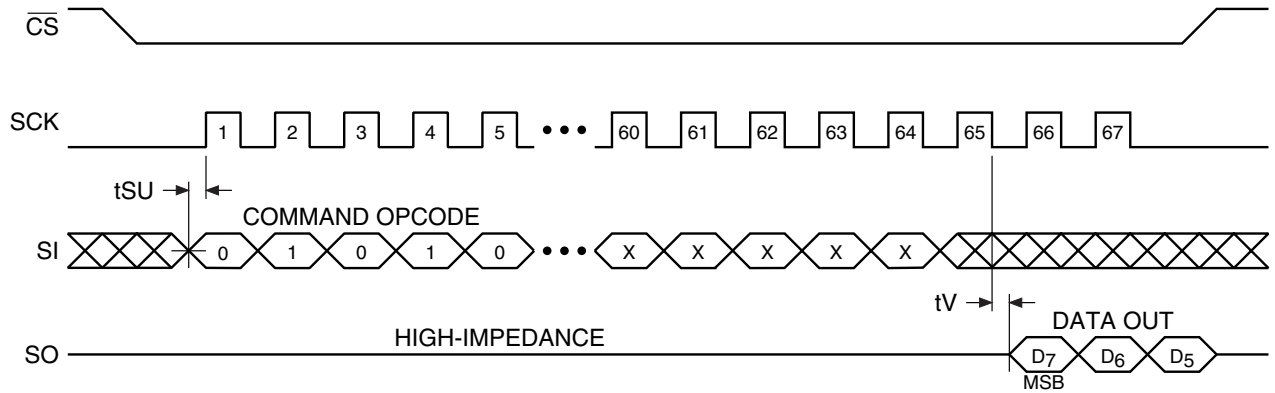 CS
SCK 1 2 3 4 5 ••• 60 61 62 63 64 65 66 67
tSU
COMMAND OPCODE
SI 0 1 0 1 0 ••• X X X X X
tV
HIGH-IMPEDANCE
DATA OUT
SO D7 D6 D5
MSB